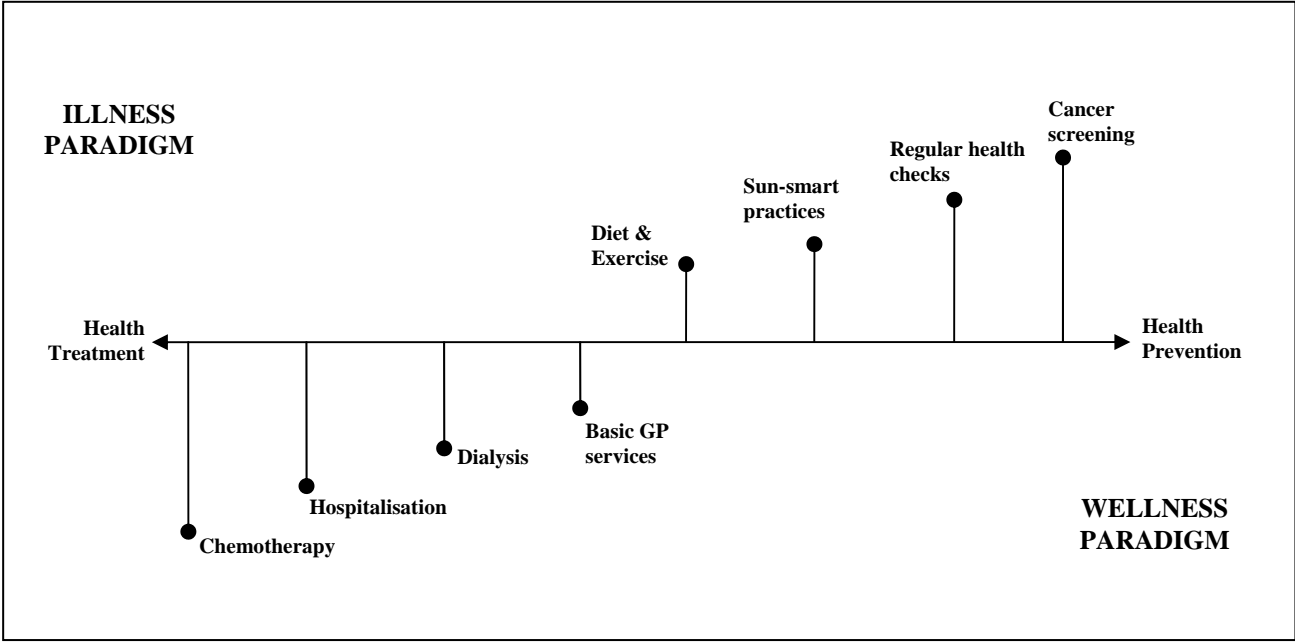 ILLNESS
PARADIGM
Cancer
screening
Regular health
checks
Sun-smart
practices
Diet &
Exercise
Health
Treatment
Health
Prevention
Basic GP
services
Dialysis
Hospitalisation
Chemotherapy
WELLNESS
PARADIGM